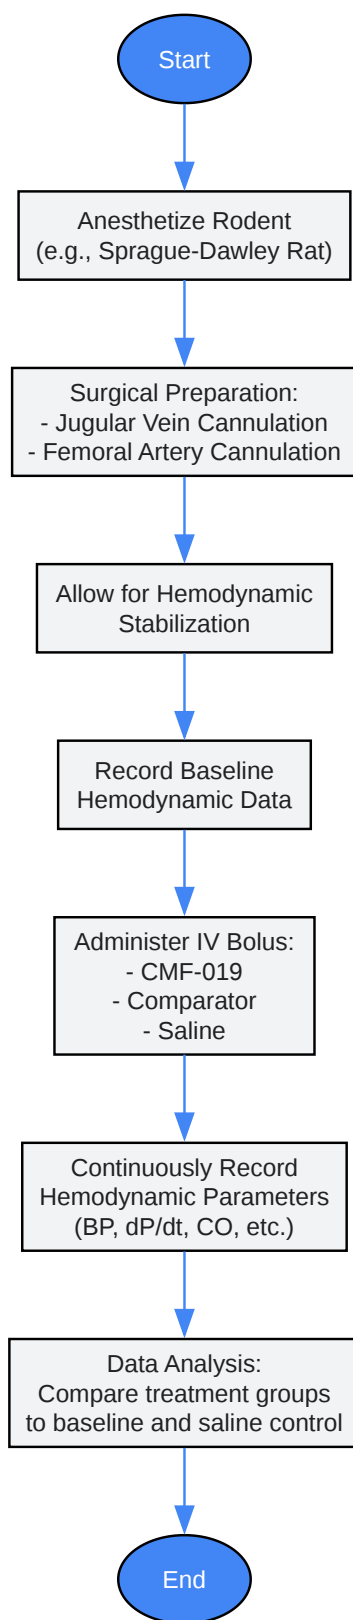 Start
Anesthetize Rodent
(e.g., Sprague-Dawley Rat)
Surgical Preparation:
- Jugular Vein Cannulation
- Femoral Artery Cannulation
Allow for Hemodynamic
Stabilization
Record Baseline
Hemodynamic Data
Administer IV Bolus:
- CMF-019
- Comparator
- Saline
Continuously Record
Hemodynamic Parameters
(BP, dP/dt, CO, etc.)
Data Analysis:
Compare treatment groups
to baseline and saline control
End